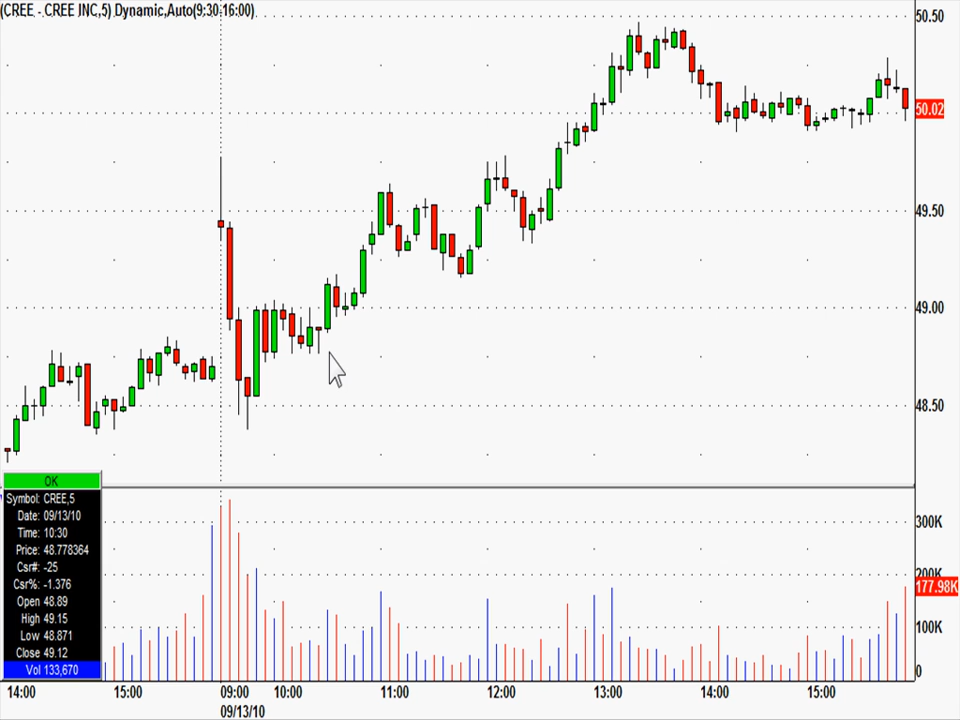 (CREE - CREE INC,5) Dynamic,Auto(9:30-16:00)
50.50
50.02
49.50
49.00
48.50
OK
Symbol: CREE,5
Date: 09/13/10
Time: 10:30
Price: 48.778364
Csr#: -25
Csr%: -1.376
Open 48.89
High 49.15
Low 48.871
Close 49.12
Vol 133,670
300K
200K
177.98K
100K
0
14:00 15:00 09:00 10:00 11:00 12:00 13:00 14:00 15:00
09/13/10